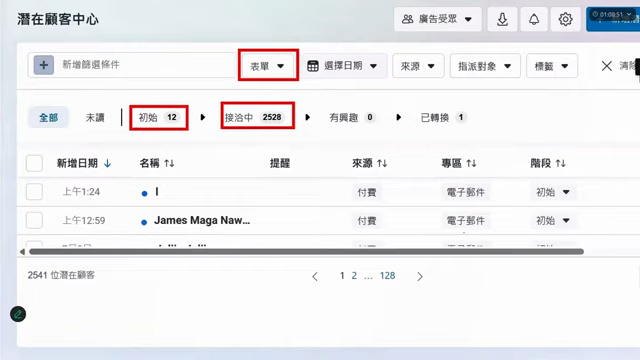 潛在顧客中心
廣告受眾
01:08:51
新增篩選條件
表單
選擇日期
來源
指派對象
標籤
清除
全部
未讀
初始 12
接洽中 2528
有興趣 0
已轉換 1
新增日期 ↓
名稱 ↑↓
提醒
來源 ↑↓
專區 ↑↓
階段 ↑↓
上午1:24
I
付費
電子郵件
初始
上午12:59
James Maga Naw…
付費
電子郵件
初始
2541 位潛在顧客
1 2 … 128